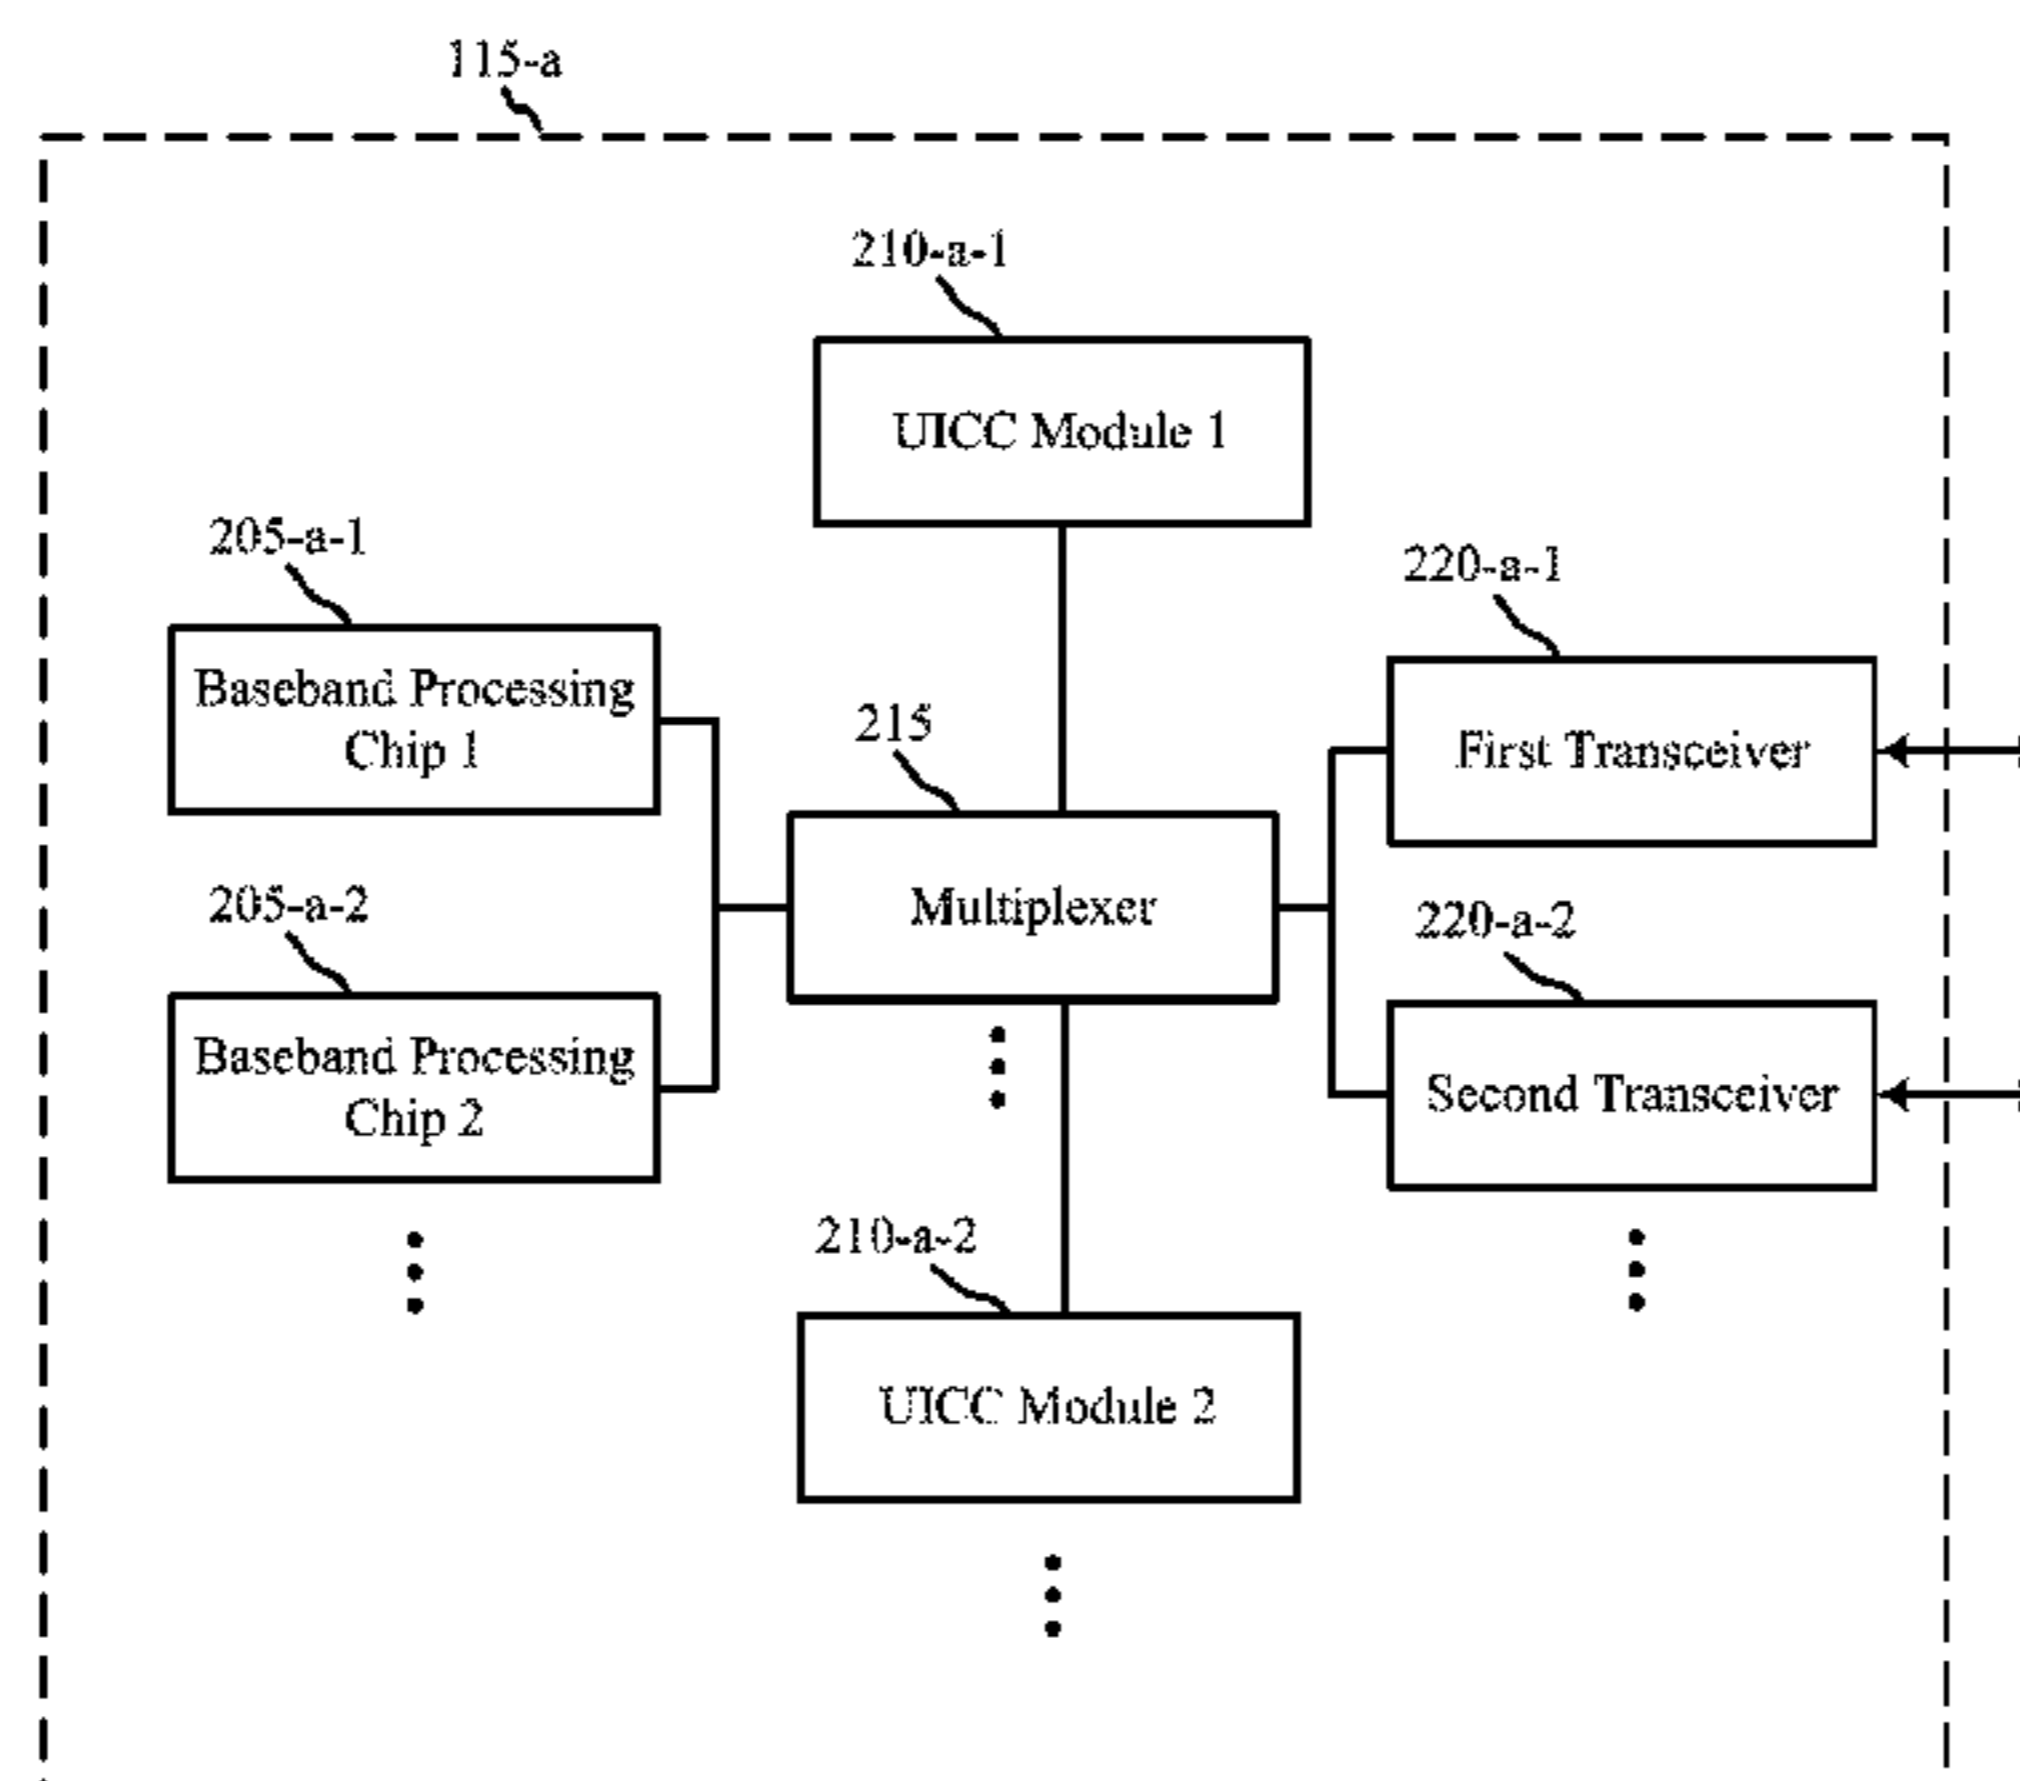 115-a
210-a-1
UICC Module 1
205-a-1
Baseband Processing
Chip 1
220-a-1
First Transceiver
215
Multiplexer
205-a-2
Baseband Processing
Chip 2
220-a-2
Second Transceiver
210-a-2
UICC Module 2